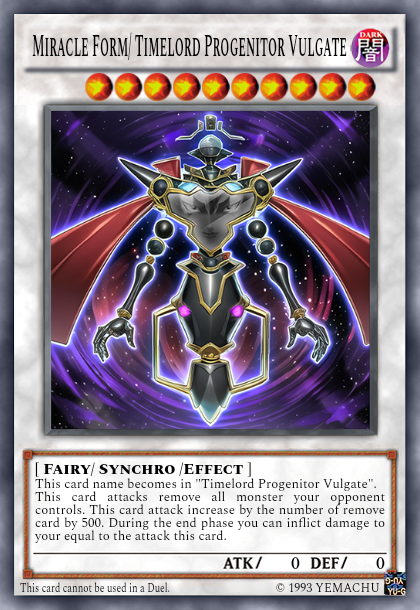 MIRACLE FORM/ TIMELORD PROGENITOR VULGATE
DARK
闇
[ FAIRY/ SYNCHRO /EFFECT ]
This card name becomes in "Timelord Progenitor Vulgate".
This card attacks remove all monster your opponent
controls. This card attack increase by the number of remove
card by 500. During the end phase you can inflict damage to
your equal to the attack this card.
ATK/ 0 DEF/ 0
This card cannot be used in a Duel.
© 1993 YEMACHU